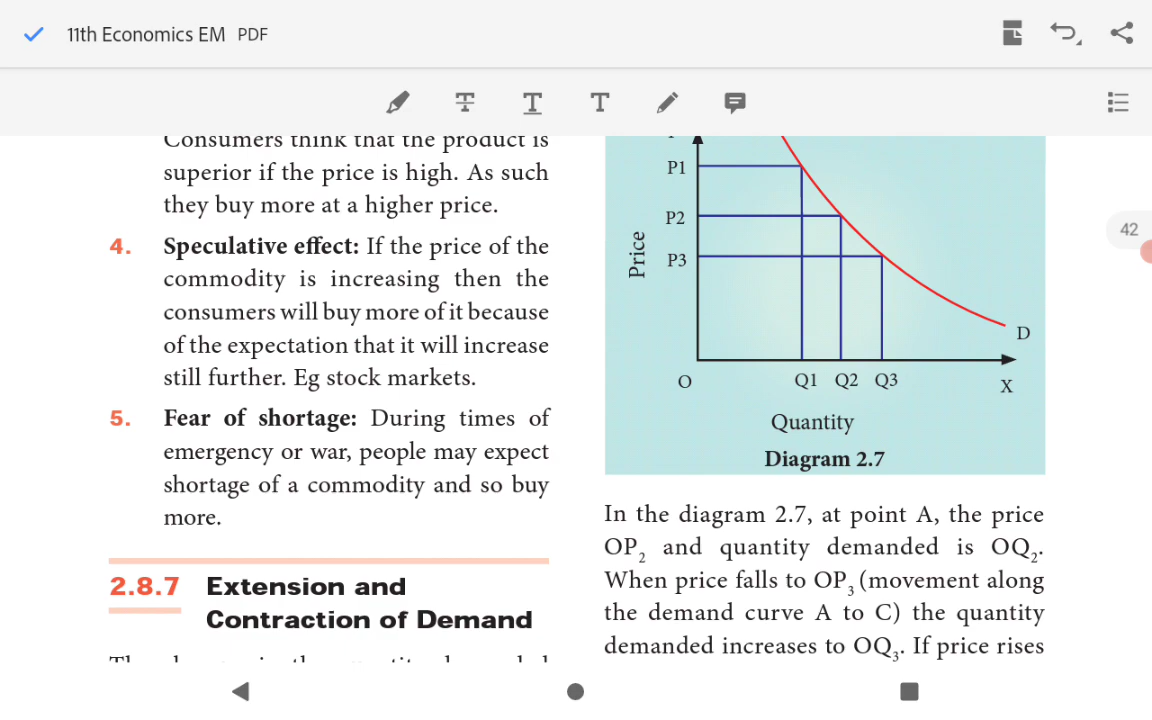 11th Economics EM PDF
42
Consumers think that the product is
superior if the price is high. As such
they buy more at a higher price.
4. Speculative effect: If the price of the
commodity is increasing then the
consumers will buy more of it because
of the expectation that it will increase
still further. Eg stock markets.
5. Fear of shortage: During times of
emergency or war, people may expect
shortage of a commodity and so buy
more.
2.8.7 Extension and
Contraction of Demand
P1
P2
P3
Price
D
O
Q1 Q2 Q3
X
Quantity
Diagram 2.7
In the diagram 2.7, at point A, the price
OP₂ and quantity demanded is OQ₂.
When price falls to OP₃ (movement along
the demand curve A to C) the quantity
demanded increases to OQ₃. If price rises